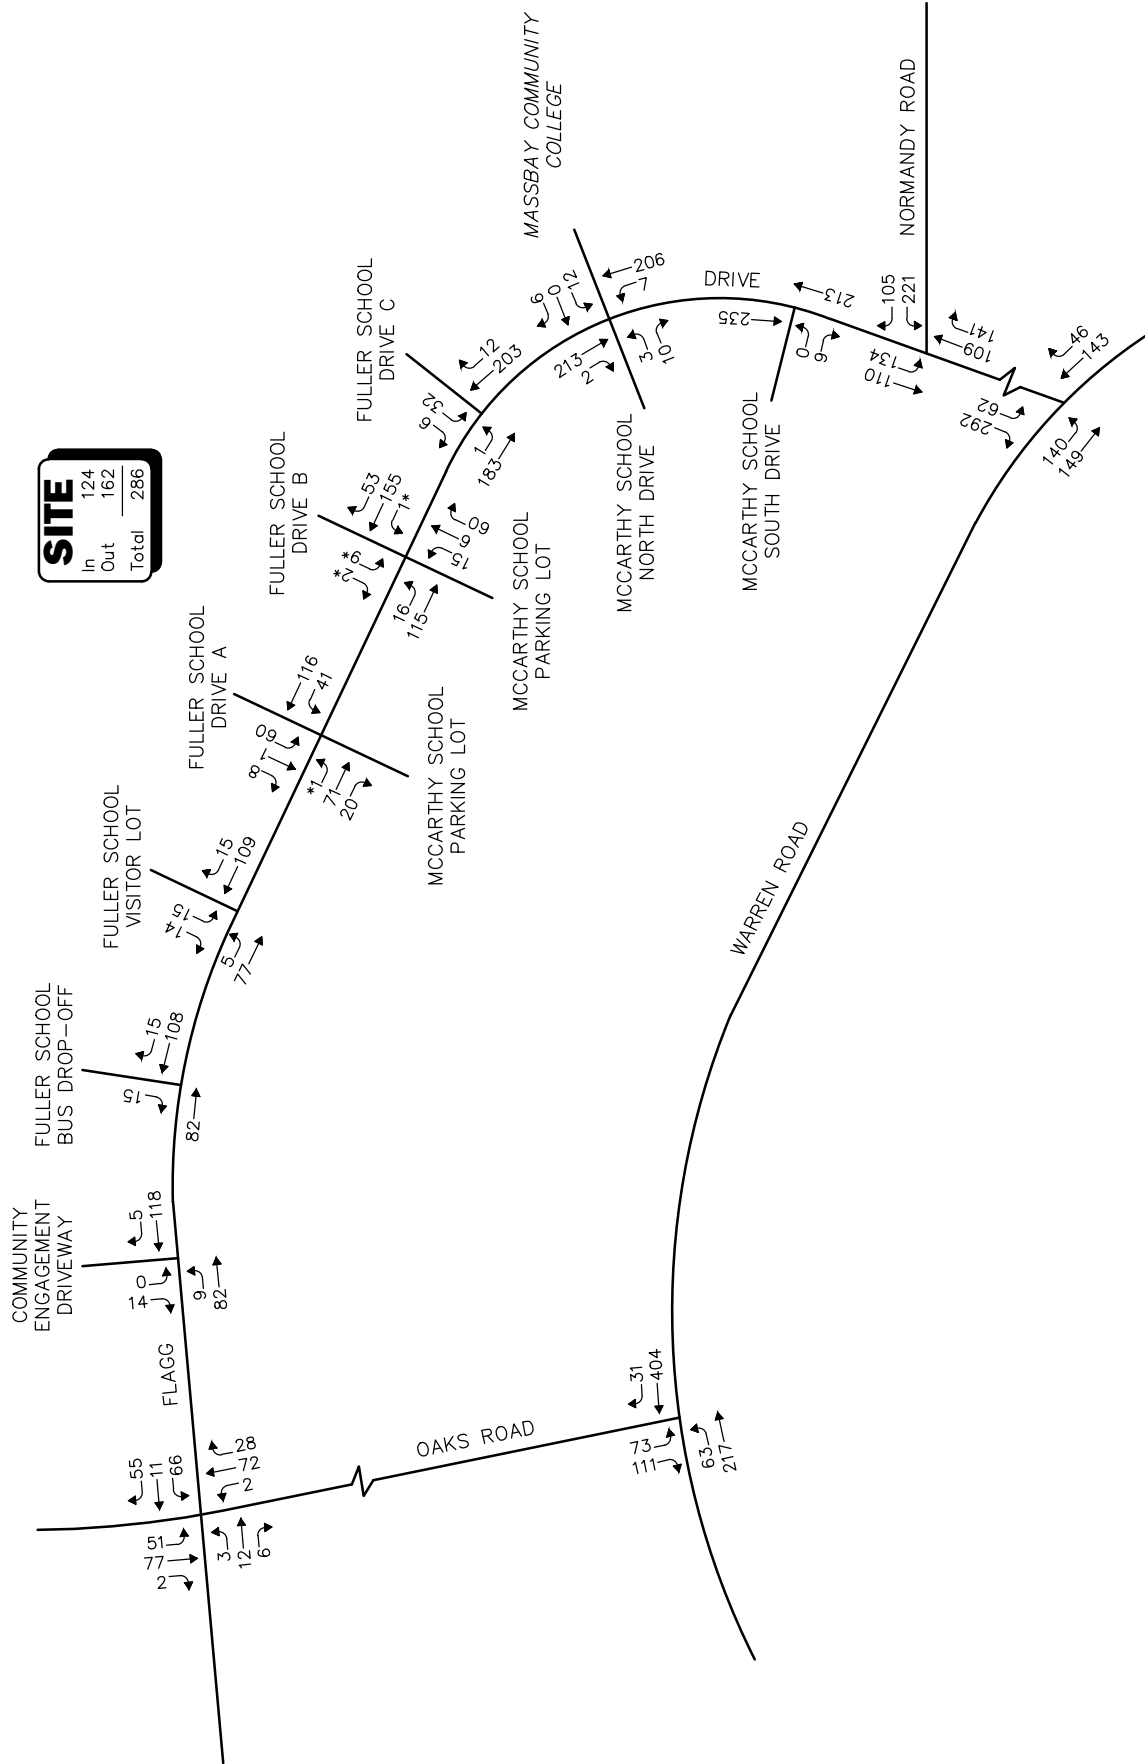 SITE
In 124
Out 162
Total 286
COMMUNITY
ENGAGEMENT
DRIVEWAY
FULLER SCHOOL
BUS DROP-OFF
FULLER SCHOOL
VISITOR LOT
FULLER SCHOOL
DRIVE A
FULLER SCHOOL
DRIVE B
FULLER SCHOOL
DRIVE C
MASSBAY COMMUNITY
COLLEGE
NORMANDY ROAD
FLAGG
DRIVE
OAKS ROAD
WARREN ROAD
MCCARTHY SCHOOL
PARKING LOT
MCCARTHY SCHOOL
PARKING LOT
MCCARTHY SCHOOL
NORTH DRIVE
MCCARTHY SCHOOL
SOUTH DRIVE
55
11
66
51
77
2
28
72
2
3
12
6
5
118
0
14
9
82
15
108
15
82
15
109
15
14
5
77
116
41
60
1
8
*1
71
20
53
155
1*
9*
2*
16
115
60
6
15
12
203
32
6
1
183
6
0
12
206
7
213
2
3
10
235
213
0
9
105
221
134
110
141
109
46
143
62
292
140
149
31
404
73
111
63
217